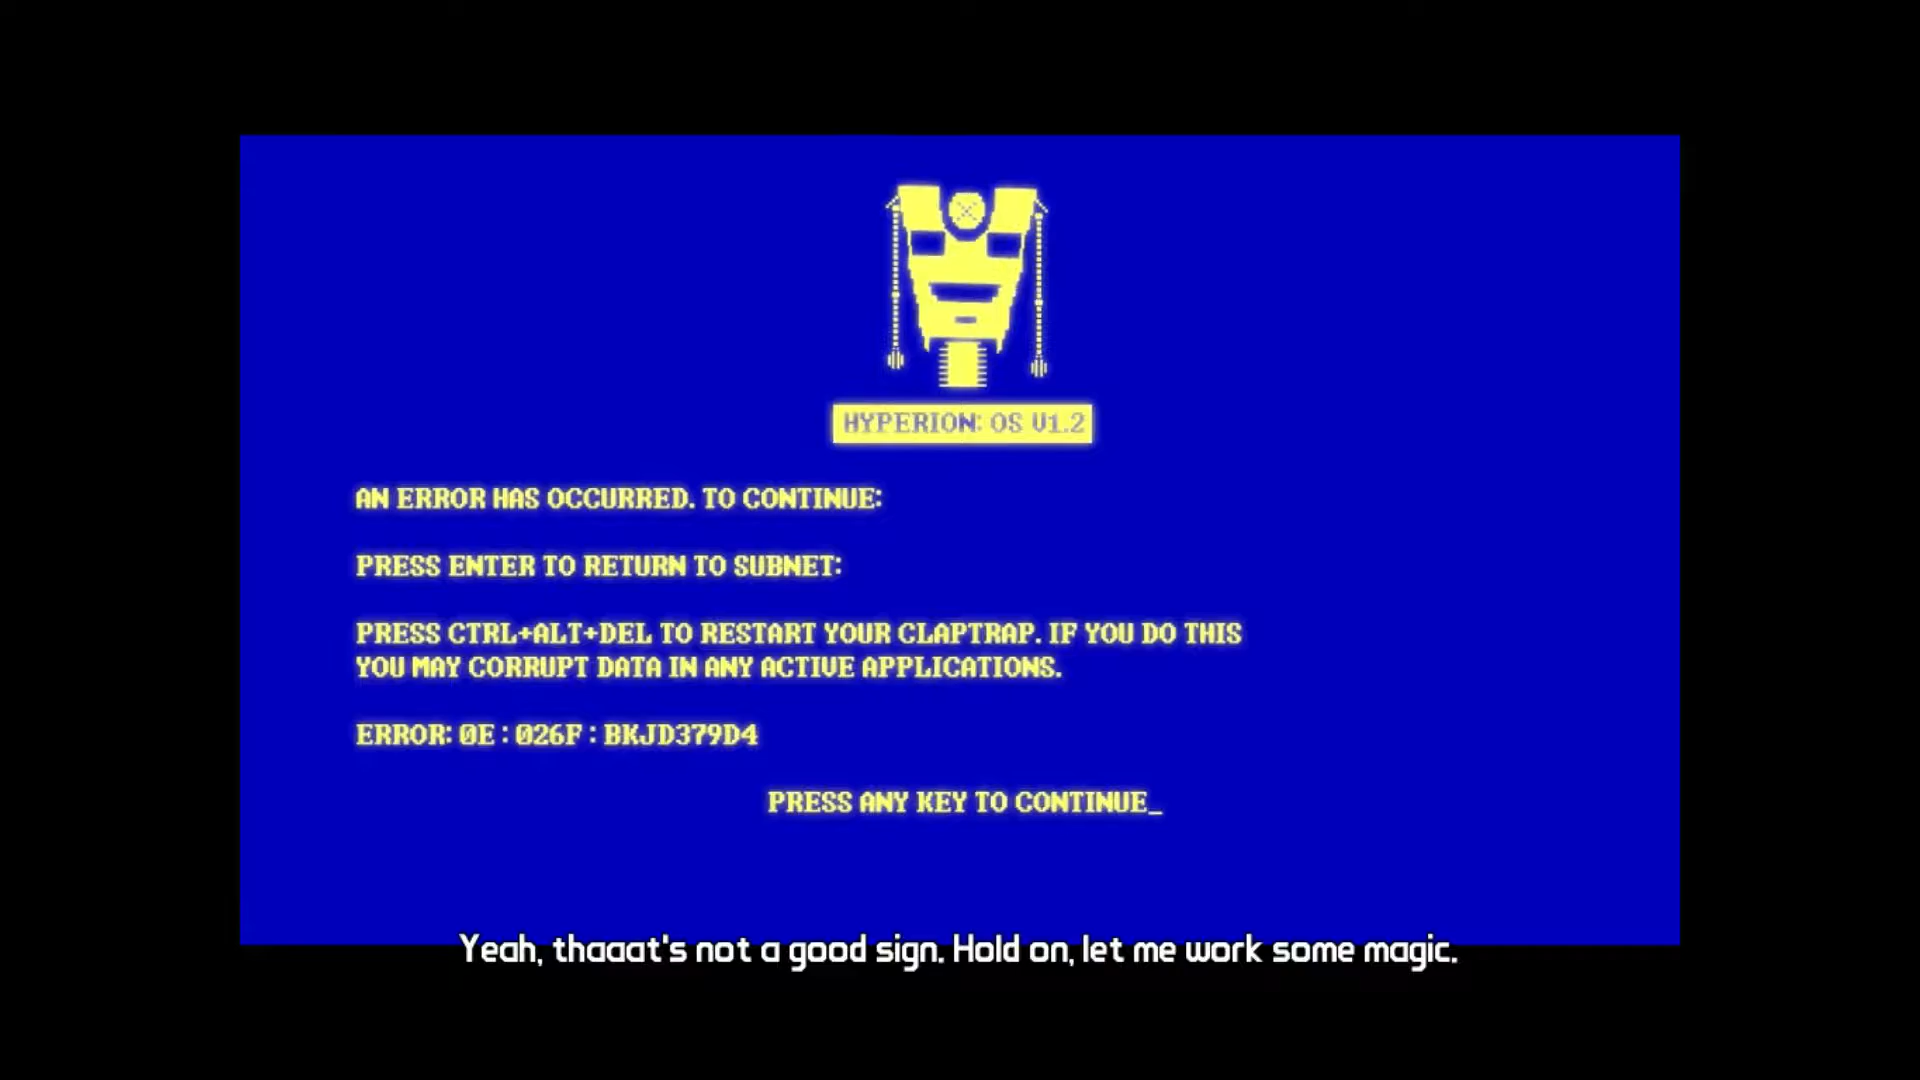 HYPERION: OS V1.2
AN ERROR HAS OCCURRED. TO CONTINUE:
PRESS ENTER TO RETURN TO SUBNET:
PRESS CTRL+ALT+DEL TO RESTART YOUR CLAPTRAP. IF YOU DO THIS
YOU MAY CORRUPT DATA IN ANY ACTIVE APPLICATIONS.
ERROR: 0E : 026F : BKJD379D4
PRESS ANY KEY TO CONTINUE_
Yeah, thaaat's not a good sign. Hold on, let me work some magic.